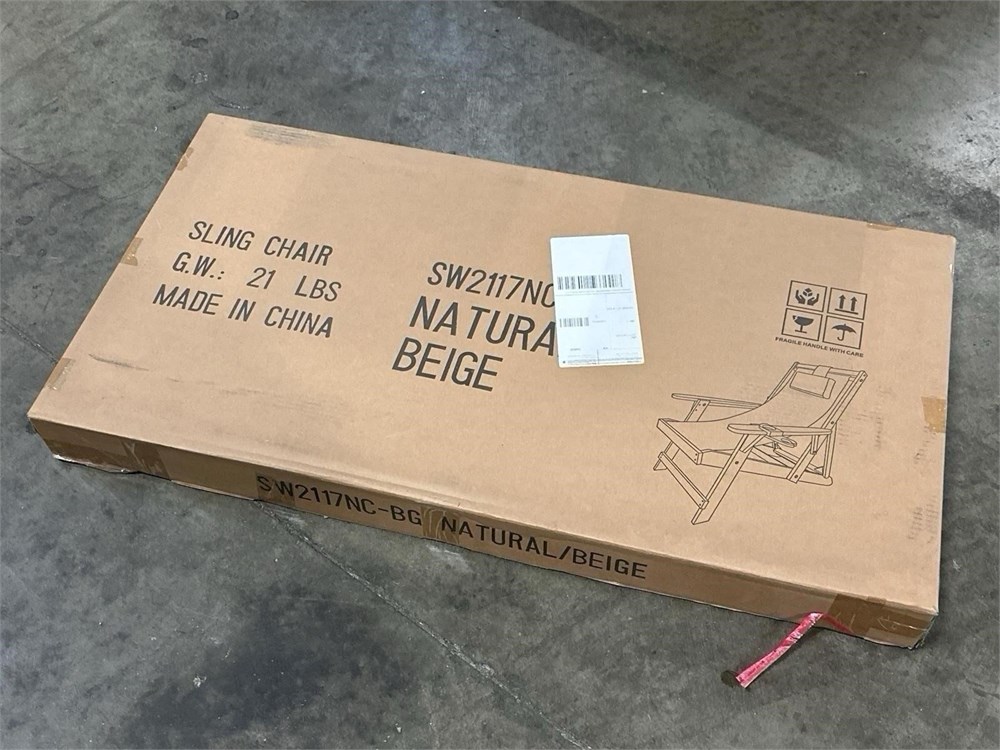 SLING CHAIR
G.W.: 21 LBS
MADE IN CHINA
SW2117NC
NATURA
BEIGE
FRAGILE HANDLE WITH CARE
SW2117NC-BG NATURAL/BEIGE